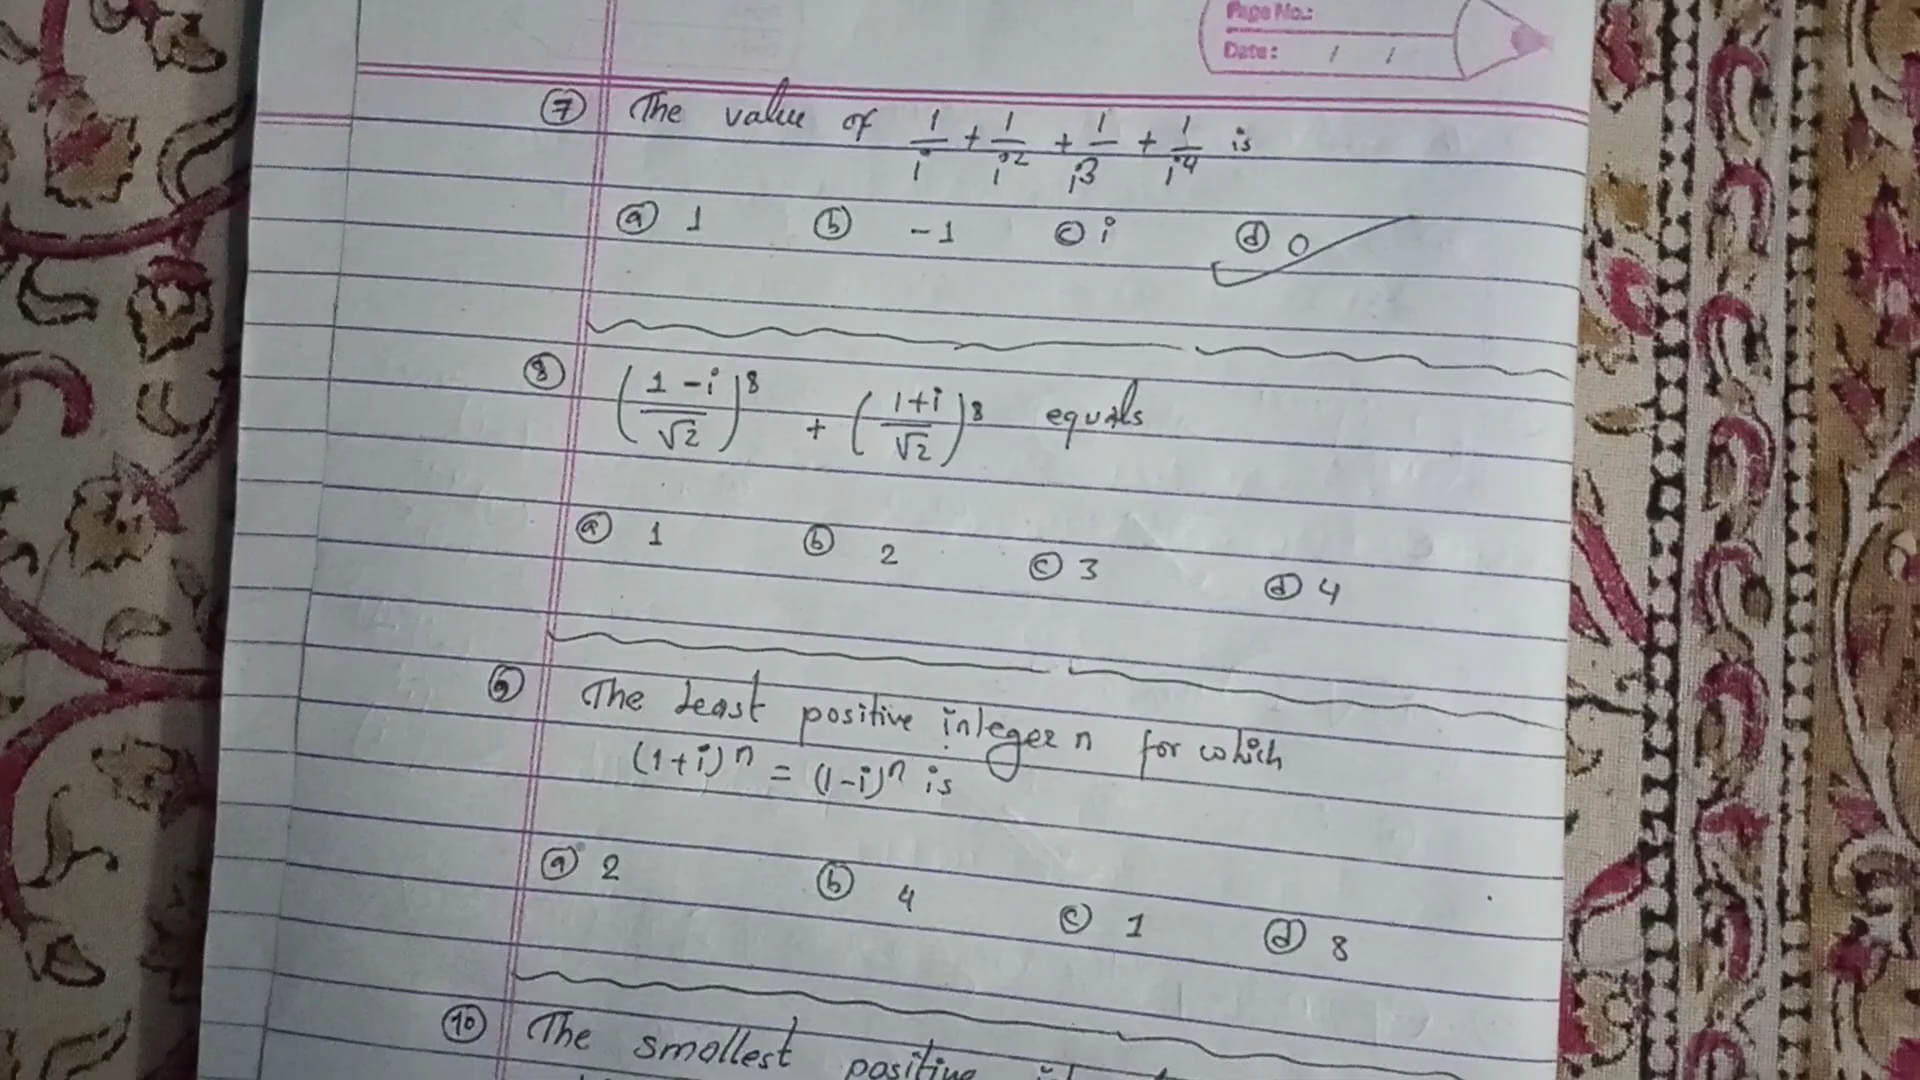 Page No.:
Date: / /
⑦ The value of 1/i + 1/i² + 1/i³ + 1/i⁴ is
ⓐ 1 ⓑ -1 ⓒ i ⓓ 0
⑧ ((1-i)/√2)⁸ + ((1+i)/√2)⁸ equals
ⓐ 1 ⓑ 2 ⓒ 3 ⓓ 4
⑨ The least positive integer n for which
(1+i)ⁿ = (1-i)ⁿ is
ⓐ 2 ⓑ 4 ⓒ 1 ⓓ 8
⑩ The smallest positive